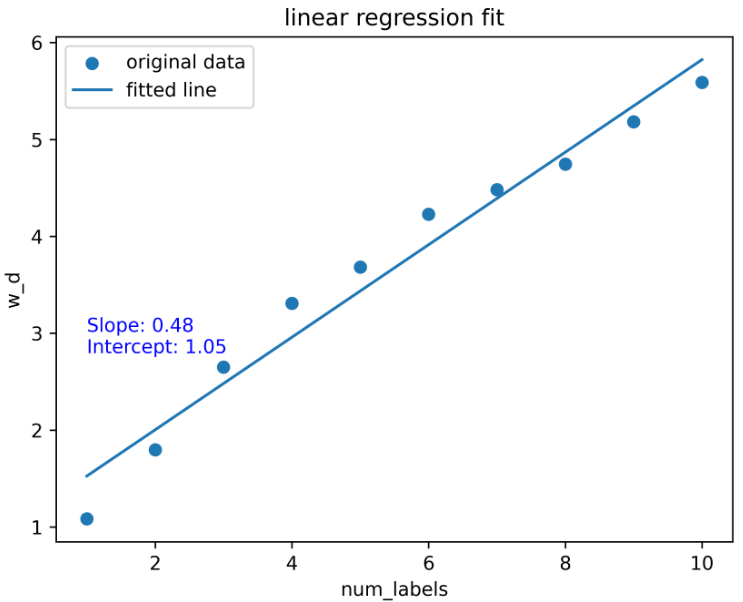 linear regression fit
original data
fitted line
6
5
4
3
2
1
w_d
Slope: 0.48
Intercept: 1.05
2
4
6
8
10
num_labels